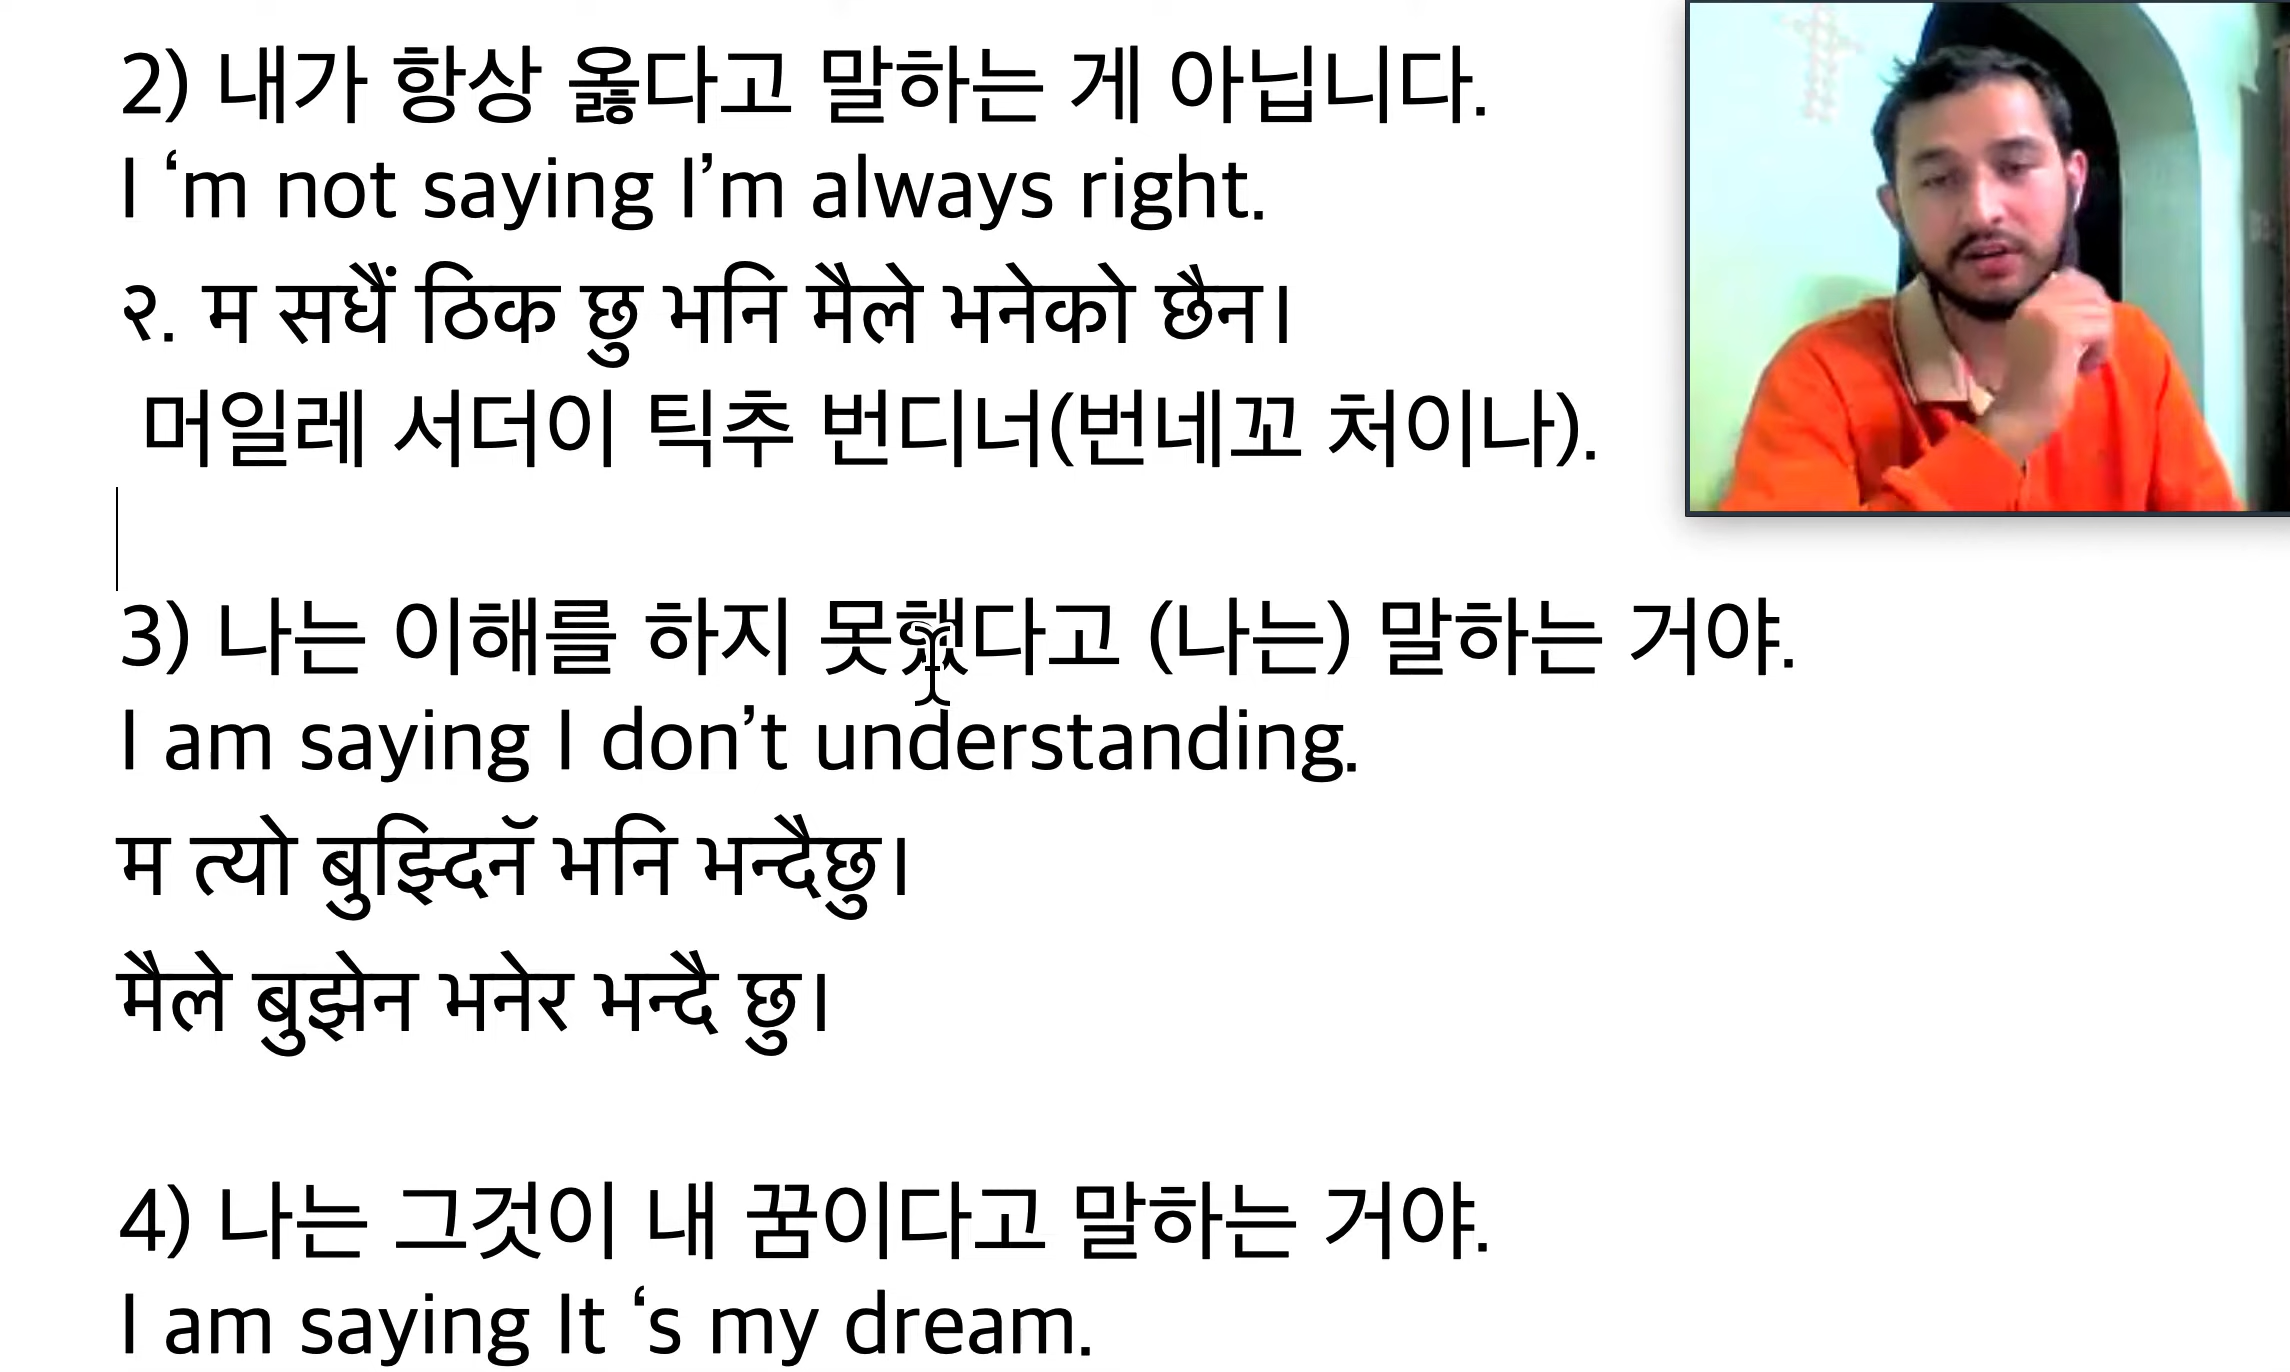 2) 내가 항상 옳다고 말하는 게 아닙니다.
I ‘m not saying I’m always right.
२. म सधैं ठिक छु भनि मैले भनेको छैन।
머일레 서더이 틱추 번디너(번네꼬 처이나).
3) 나는 이해를 하지 못했다고 (나는) 말하는 거야.
I am saying I don’t understanding.
म त्यो बुझ्दिनॅ भनि भन्दैछु।
मैले बुझेन भनेर भन्दै छु।
4) 나는 그것이 내 꿈이다고 말하는 거야.
I am saying It ‘s my dream.